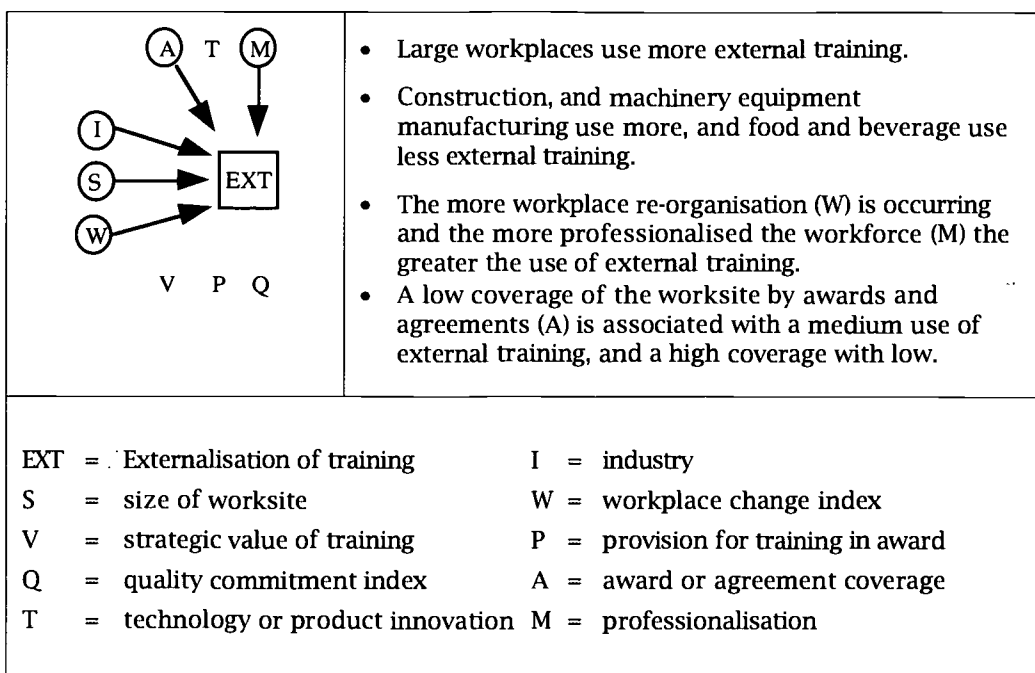 A T M
I
S
W
EXT
V P Q
• Large workplaces use more external training.
• Construction, and machinery equipment
manufacturing use more, and food and beverage use
less external training.
• The more workplace re-organisation (W) is occurring
and the more professionalised the workforce (M) the
greater the use of external training.
• A low coverage of the worksite by awards and
agreements (A) is associated with a medium use of
external training, and a high coverage with low.
EXT = Externalisation of training I = industry
S = size of worksite W = workplace change index
V = strategic value of training P = provision for training in award
Q = quality commitment index A = award or agreement coverage
T = technology or product innovation M = professionalisation